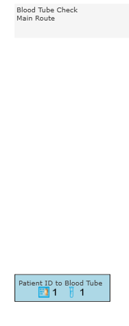 Blood Tube Check
Main Route
Patient ID to Blood Tube
1 1